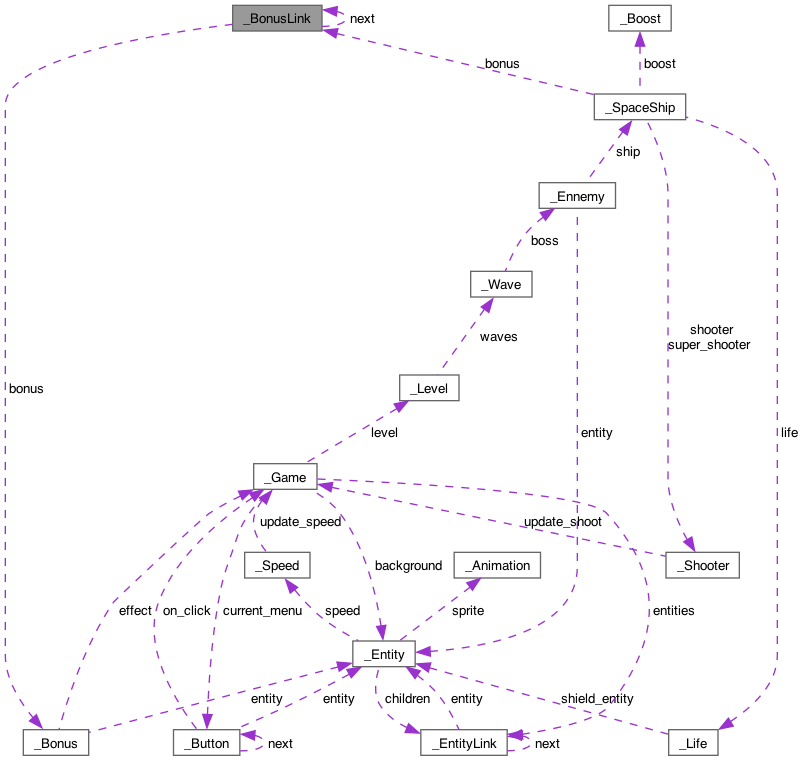 _BonusLink
next
_Boost
bonus
boost
_SpaceShip
ship
_Ennemy
boss
_Wave
shooter
super_shooter
waves
_Level
bonus
level
entity
life
_Game
update_speed
update_shoot
_Speed
background
_Animation
_Shooter
effect
on_click
current_menu
speed
sprite
entities
_Entity
entity
entity
children
entity
shield_entity
_Bonus
_Button
next
_EntityLink
next
_Life